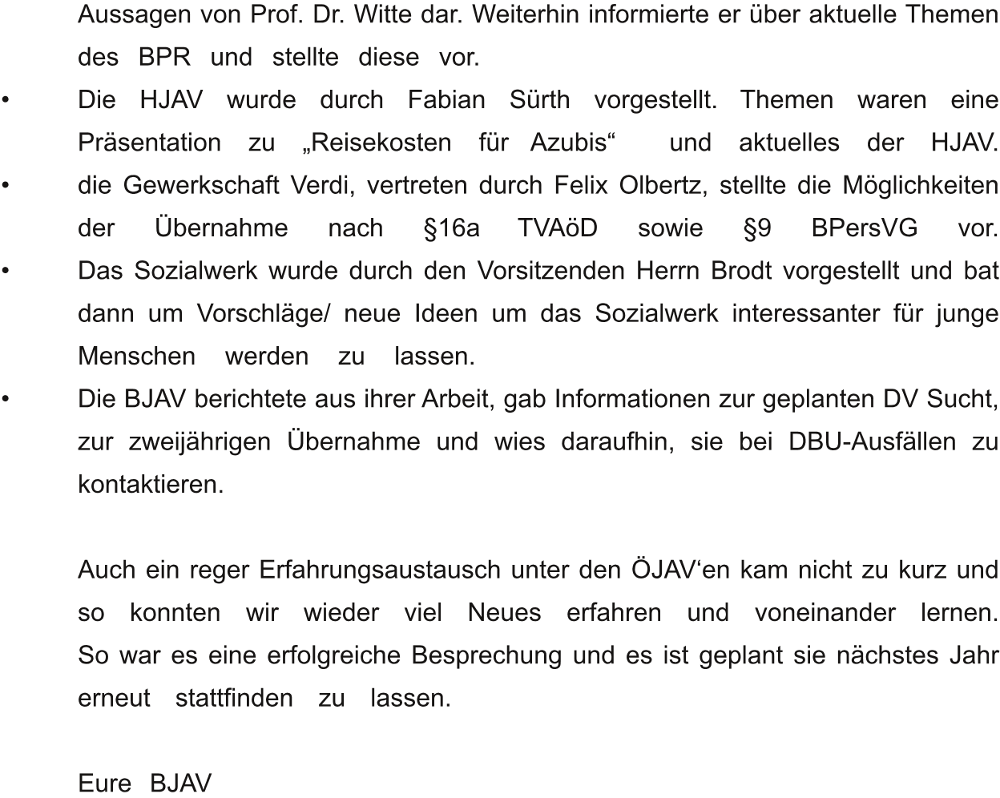 Aussagen von Prof. Dr. Witte dar. Weiterhin informierte er über aktuelle Themen
des BPR und stellte diese vor.
• Die HJAV wurde durch Fabian Sürth vorgestellt. Themen waren eine
Präsentation zu „Reisekosten für Azubis“ und aktuelles der HJAV.
• die Gewerkschaft Verdi, vertreten durch Felix Olbertz, stellte die Möglichkeiten
der Übernahme nach §16a TVAöD sowie §9 BPersVG vor.
• Das Sozialwerk wurde durch den Vorsitzenden Herrn Brodt vorgestellt und bat
dann um Vorschläge/ neue Ideen um das Sozialwerk interessanter für junge
Menschen werden zu lassen.
• Die BJAV berichtete aus ihrer Arbeit, gab Informationen zur geplanten DV Sucht,
zur zweijährigen Übernahme und wies daraufhin, sie bei DBU-Ausfällen zu
kontaktieren.
Auch ein reger Erfahrungsaustausch unter den ÖJAV‘en kam nicht zu kurz und
so konnten wir wieder viel Neues erfahren und voneinander lernen.
So war es eine erfolgreiche Besprechung und es ist geplant sie nächstes Jahr
erneut stattfinden zu lassen.
Eure BJAV